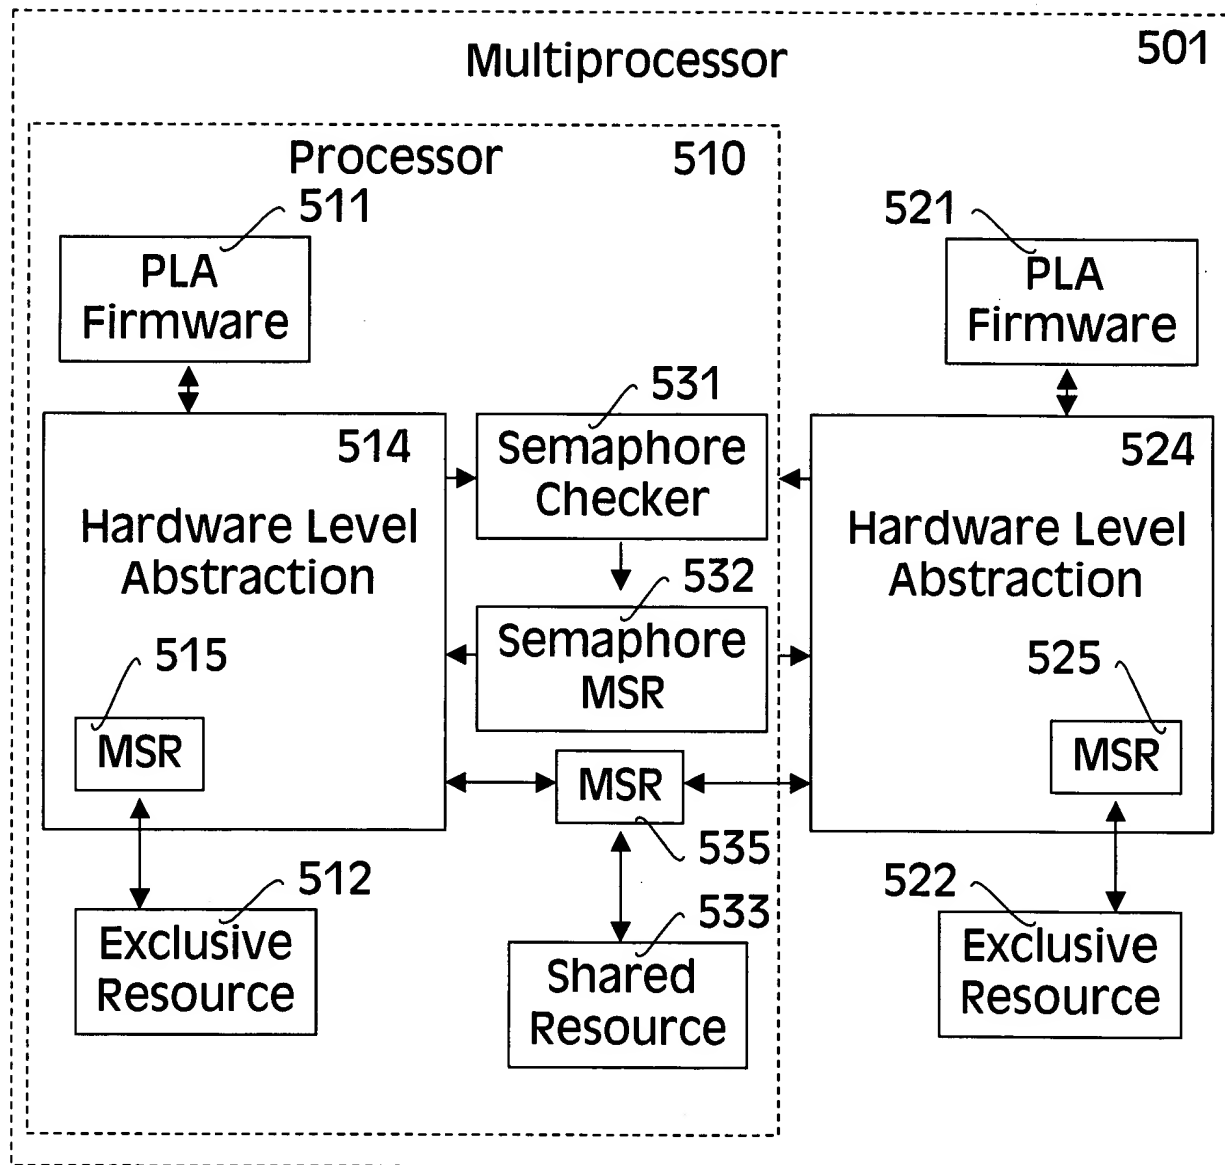 Multiprocessor
501
Processor
510
511
521
PLA
Firmware
PLA
Firmware
531
514
Semaphore
Checker
524
Hardware Level
Abstraction
Hardware Level
Abstraction
532
Semaphore
MSR
515
525
MSR
MSR
MSR
535
512
522
533
Exclusive
Resource
Shared
Resource
Exclusive
Resource